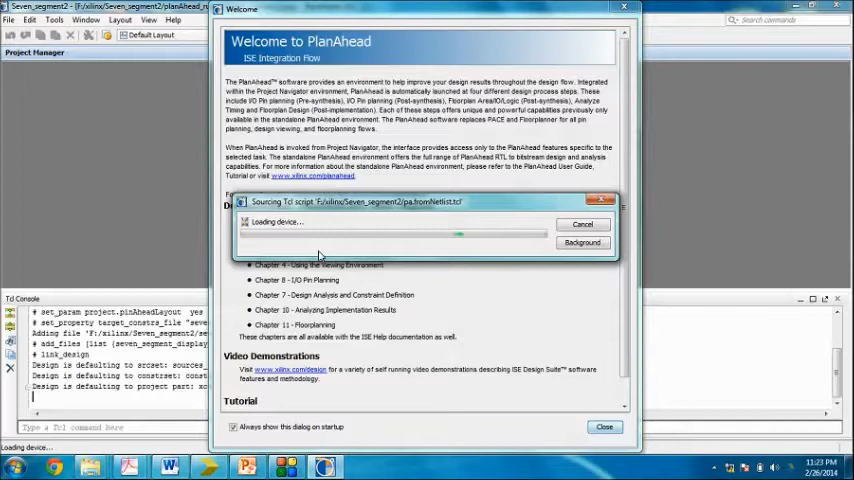 Seven_segment2 - [F:/xilinx/Seven_segment2/planAhead_ru
Welcome
File Edit Tools Window Layout View Help
Search commands
Default Layout
Project Manager
Welcome to PlanAhead
ISE Integration Flow
The PlanAhead™ software provides an environment to help improve your design results throughout the design flow. Integrated
within the Project Navigator environment, PlanAhead is automatically launched at four different design process steps. These
include I/O Pin planning (Pre-synthesis), I/O Pin planning (Post-synthesis), Floorplan Area/IO/Logic (Post-synthesis), Analyze
Timing and Floorplan Design (Post-implementation). Each of these steps offers unique and powerful capabilities previously only
available in the standalone PlanAhead environment. The PlanAhead software replaces PACE and Floorplanner for all pin
planning, design viewing, and floorplanning flows.
When PlanAhead is invoked from Project Navigator, the interface provides access only to the PlanAhead features specific to the
selected task. The standalone PlanAhead environment offers the full range of PlanAhead RTL to bitstream design and analysis
capabilities. For more information about the standalone PlanAhead environment, please refer to the PlanAhead User Guide,
Tutorial or visit www.xilinx.com/planahead.
Sourcing Tcl script 'F:/xilinx/Seven_segment2/pa.fromNetlist.tcl'
Loading device...
Cancel
Background
Chapter 4 - Using the Viewing Environment
Chapter 8 - I/O Pin Planning
Chapter 7 - Design Analysis and Constraint Definition
Chapter 10 - Analyzing Implementation Results
Chapter 11 - Floorplanning
These chapters are all available with the ISE Help documentation as well.
Video Demonstrations
Visit www.xilinx.com/design for a variety of self running video demonstrations describing ISE Design Suite™ software
features and methodology.
Tutorial
Always show this dialog on startup
Close
Tcl Console
# set_param project.pinAheadLayout yes
# set_property target_constrs_file "seve
Adding file 'F:/xilinx/Seven_segment2/se
# add_files [list {seven_segment_display
# link_design
Design is defaulting to srcset: sources_
Design is defaulting to constrset: const
Design is defaulting to project part: xc
Type a Tcl command here
Loading device...
11:23 PM
2/26/2014